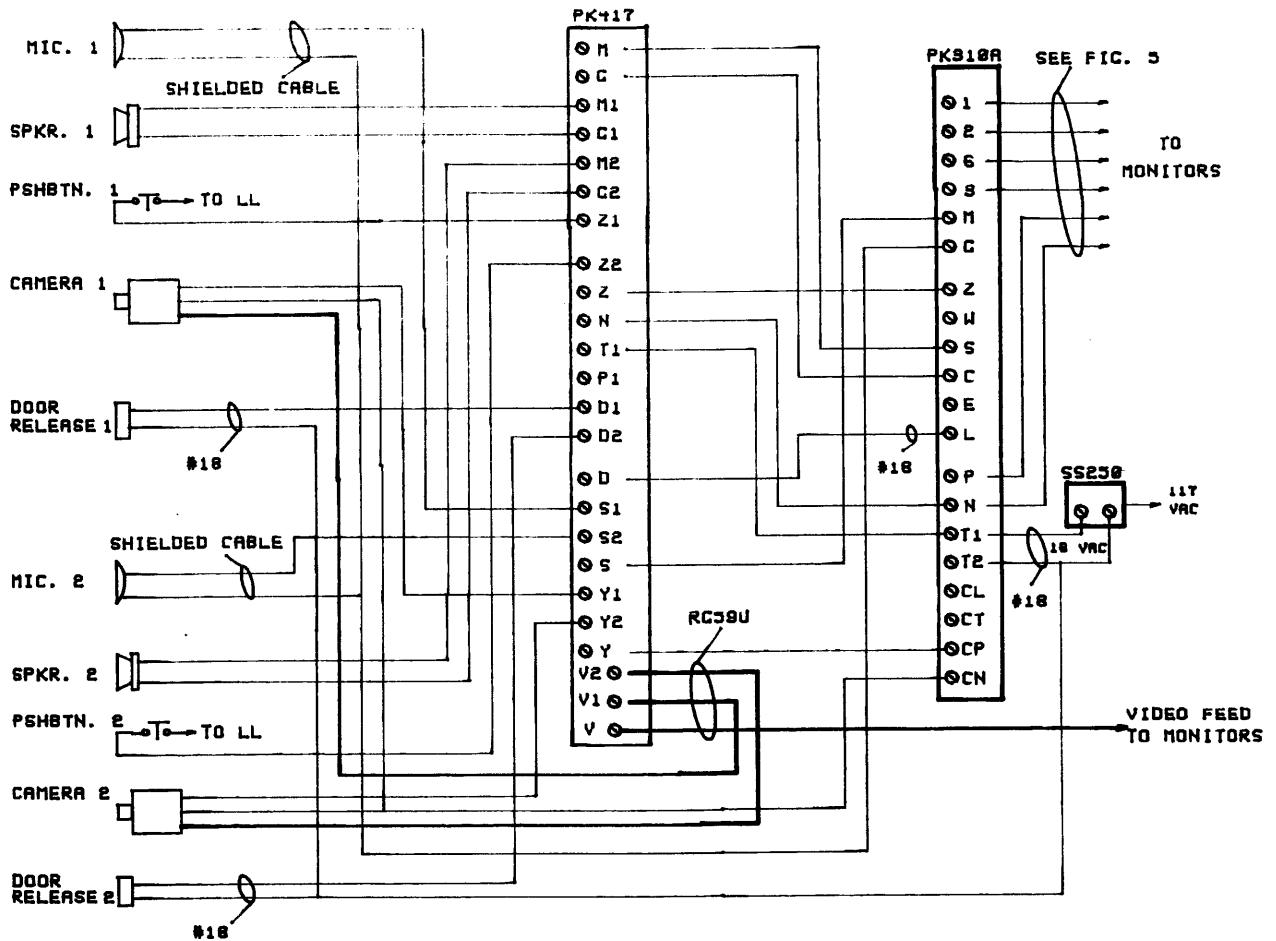 PK417
MIC. 1
SHIELDED CABLE
SPKR. 1
PSHBTN. 1
TO LL
CAMERA 1
DOOR
RELEASE 1
#18
SHIELDED CABLE
MIC. 2
SPKR. 2
PSHBTN. 2
TO LL
CAMERA 2
DOOR
RELEASE 2
#18
M
C
M1
C1
M2
C2
Z1
Z2
Z
N
T1
P1
D1
D2
D
S1
S2
S
Y1
Y2
Y
V2
V1
V
RG59U
PK910A
SEE FIG. 5
1
2
6
9
M
G
Z
W
S
C
E
L
P
N
T1
T2
CL
CT
CP
CN
TO
MONITORS
#18
SS250
117
VAC
18 VAC
#18
VIDEO FEED
TO MONITORS